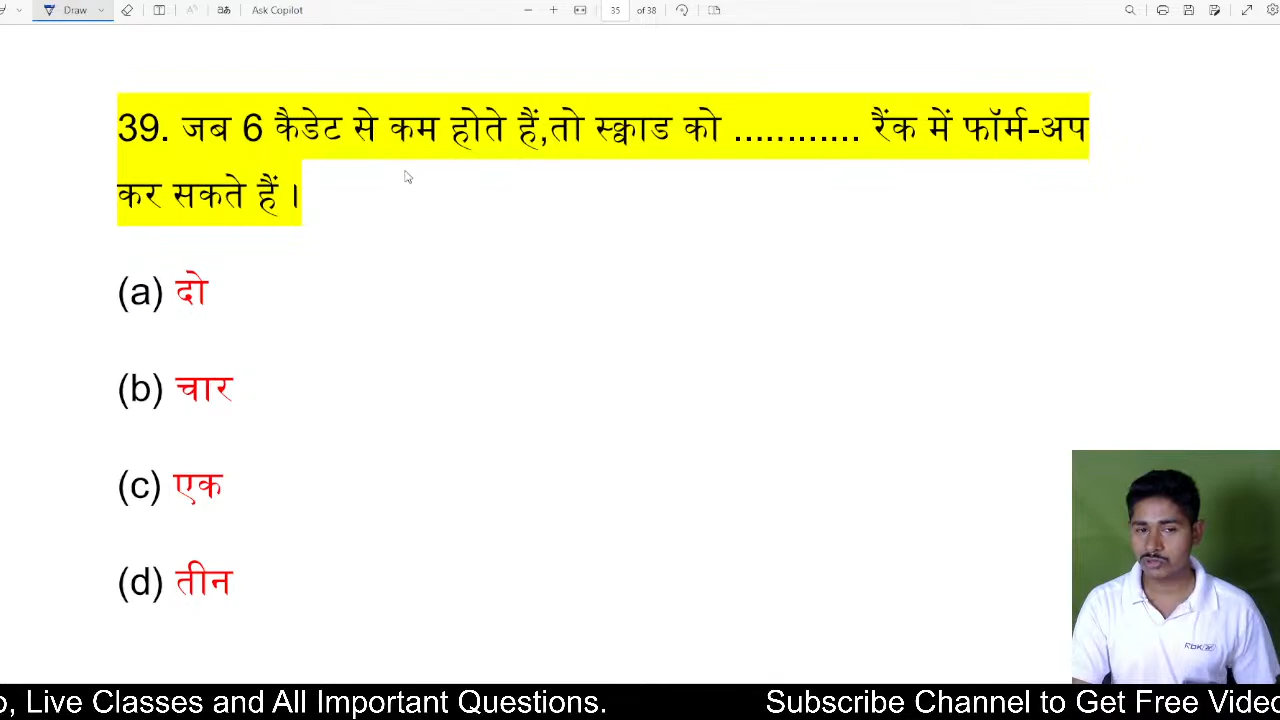 Draw
Ask Copilot
35 of 38
39. जब 6 कैडेट से कम होते हैं,तो स्क्वाड को ............ रैंक में फॉर्म-अप
कर सकते हैं ।
(a) दो
(b) चार
(c) एक
(d) तीन
o, Live Classes and All Important Questions. Subscribe Channel to Get Free Video